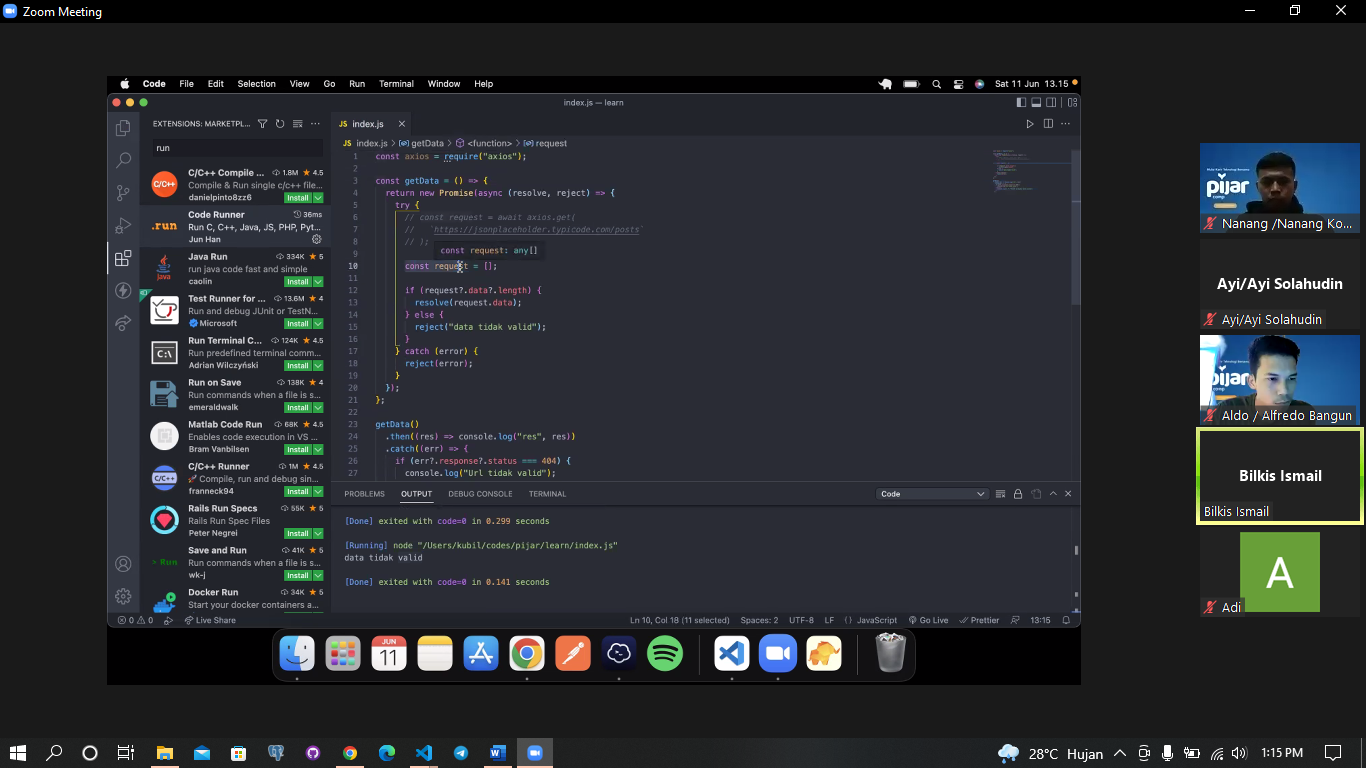 Zoom Meeting
Code File Edit Selection View Go Run Terminal Window Help
Sat 11 Jun 13.15
index.js — learn
EXTENSIONS: MARKETPL...
run
C/C++ Compile ... 1.8M ★ 4.5
Compile & Run single c/c++ file...
danielpinto8zz6 Install
Code Runner 36ms
Run C, C++, Java, JS, PHP, Pyt...
Jun Han
Java Run 334K ★ 5
run java code fast and simple
caolin Install
Test Runner for ... 13.6M ★ 4
Run and debug JUnit or TestN...
Microsoft Install
Run Terminal C... 124K ★ 4.5
Run predefined terminal comm...
Adrian Wilczyński Install
Run on Save 138K ★ 4
Run commands when a file is s...
emeraldwalk Install
Matlab Code Run 68K ★ 4.5
Enables code execution in VS ...
Bram Vanbilsen Install
C/C++ Runner 1M ★ 4.5
🚀 Compile, run and debug sin...
franneck94 Install
Rails Run Specs 55K ★ 5
Run Spec Files
Peter Negrei Install
Save and Run 41K ★ 5
Run commands when a file is s...
wk-j Install
Docker Run 34K ★ 5
Start your docker containers a...
JS index.js
JS index.js > getData > <function> > request
1 const axios = require("axios");
2
3 const getData = () => {
4 return new Promise(async (resolve, reject) => {
5 try {
6 // const request = await axios.get(
7 // `https://jsonplaceholder.typicode.com/posts`
8 // );
9 const request: any[]
10 const request = [];
11
12 if (request?.data?.length) {
13 resolve(request.data);
14 } else {
15 reject("data tidak valid");
16 }
17 } catch (error) {
18 reject(error);
19 }
20 });
21 };
22
23 getData()
24 .then((res) => console.log("res", res))
25 .catch((err) => {
26 if (err?.response?.status === 404) {
27 console.log("Url tidak valid");
PROBLEMS OUTPUT DEBUG CONSOLE TERMINAL
Code
[Done] exited with code=0 in 0.299 seconds
[Running] node "/Users/kubil/codes/pijar/learn/index.js"
data tidak valid
[Done] exited with code=0 in 0.141 seconds
0 0 Live Share
Ln 10, Col 18 (11 selected) Spaces: 2 UTF-8 LF {} JavaScript Go Live Prettier 13:15
JUN
11
pijar
camp
Nanang /Nanang Ko...
Ayi/Ayi Solahudin
Ayi/Ayi Solahudin
pijar
camp
Aldo / Alfredo Bangun
Bilkis Ismail
Bilkis Ismail
A
Adi
28°C Hujan 1:15 PM